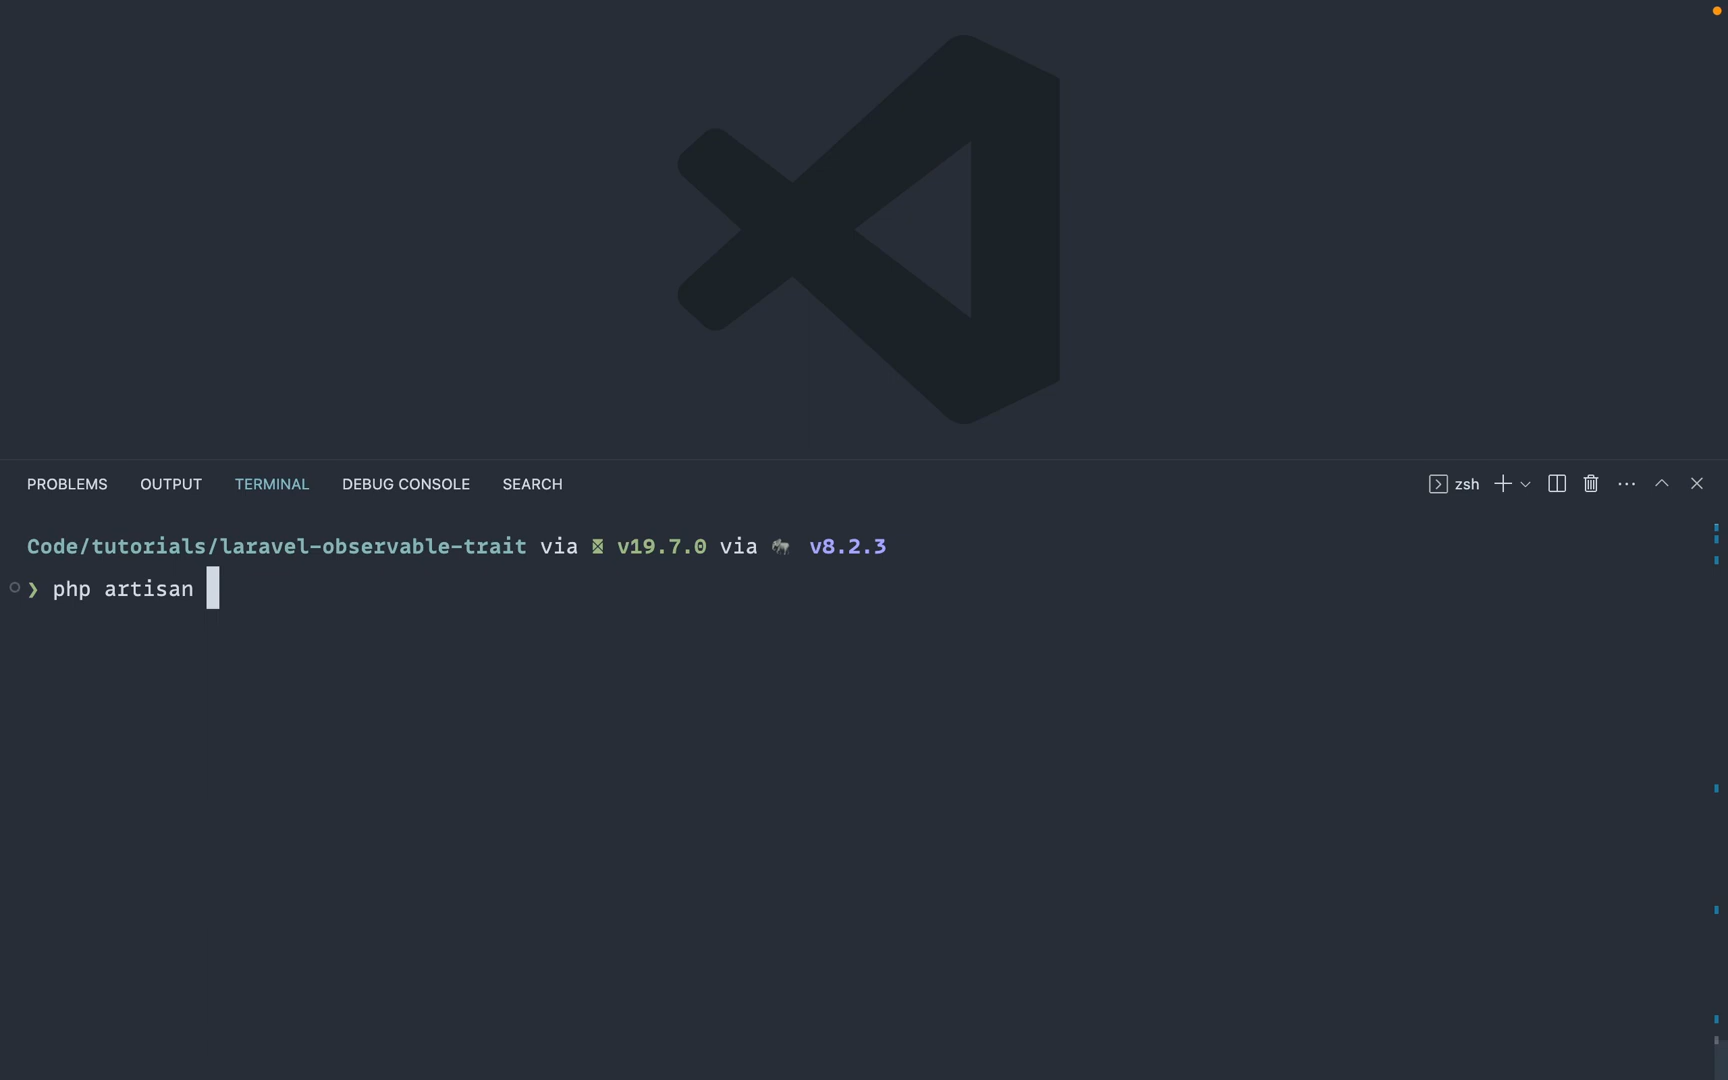 PROBLEMS OUTPUT TERMINAL DEBUG CONSOLE SEARCH zsh
Code/tutorials/laravel-observable-trait via v19.7.0 via 🐘 v8.2.3
❯ php artisan